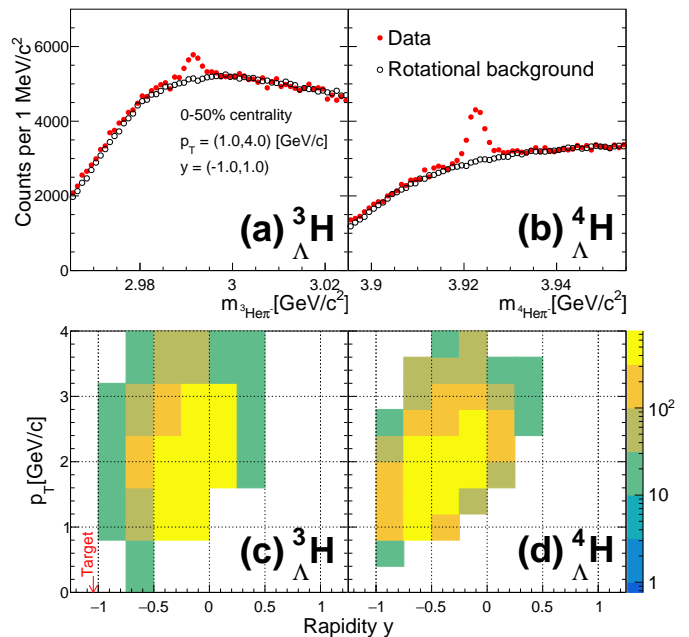 Counts per 1 MeV/c²
6000
4000
2000
0
0-50% centrality
p_T = (1.0,4.0) [GeV/c]
y = (-1.0,1.0)
(a) ³_ΛH
2.98 3 3.02
m_³Heπ⁻[GeV/c²]
Data
Rotational background
(b) ⁴_ΛH
3.9 3.92 3.94
m_⁴Heπ⁻[GeV/c²]
p_T[GeV/c]
4
3
2
1
0
Target
(c) ³_ΛH
−1 −0.5 0 0.5 1
(d) ⁴_ΛH
−1 −0.5 0 0.5 1
Rapidity y
10²
10
1